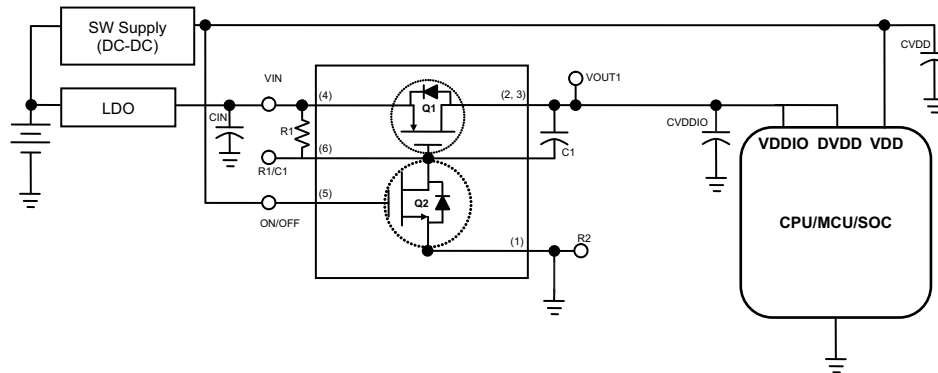 SW Supply
(DC-DC)
CVDD
VIN
VOUT1
LDO
(4)
Q1
(2, 3)
CIN
R1
CVDDIO
VDDIO DVDD VDD
C1
(6)
R1/C1
(5)
Q2
CPU/MCU/SOC
ON/OFF
(1)
R2